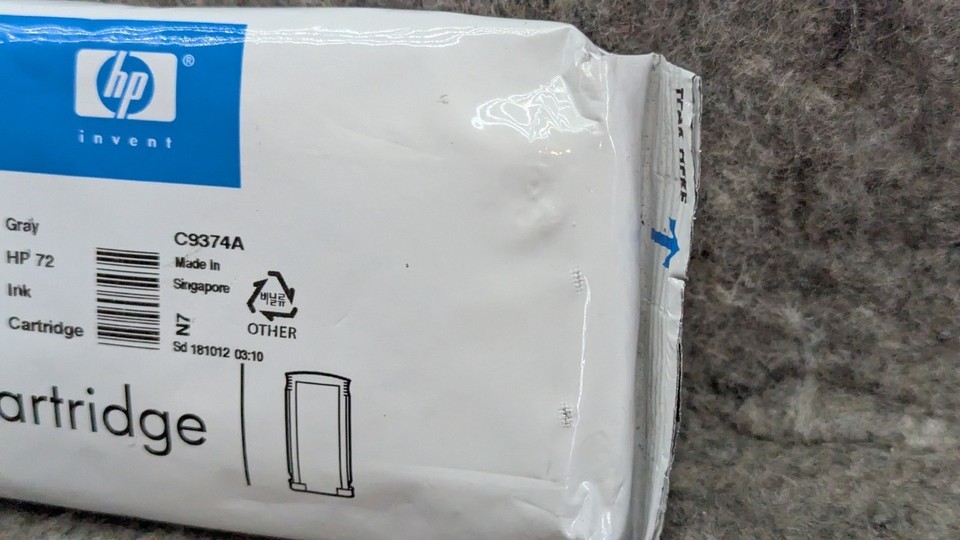 hp ®
invent
Gray
HP 72
Ink
Cartridge
C9374A
Made in
Singapore
N7
Sd 181012 03:10
비닐류
OTHER
artridge